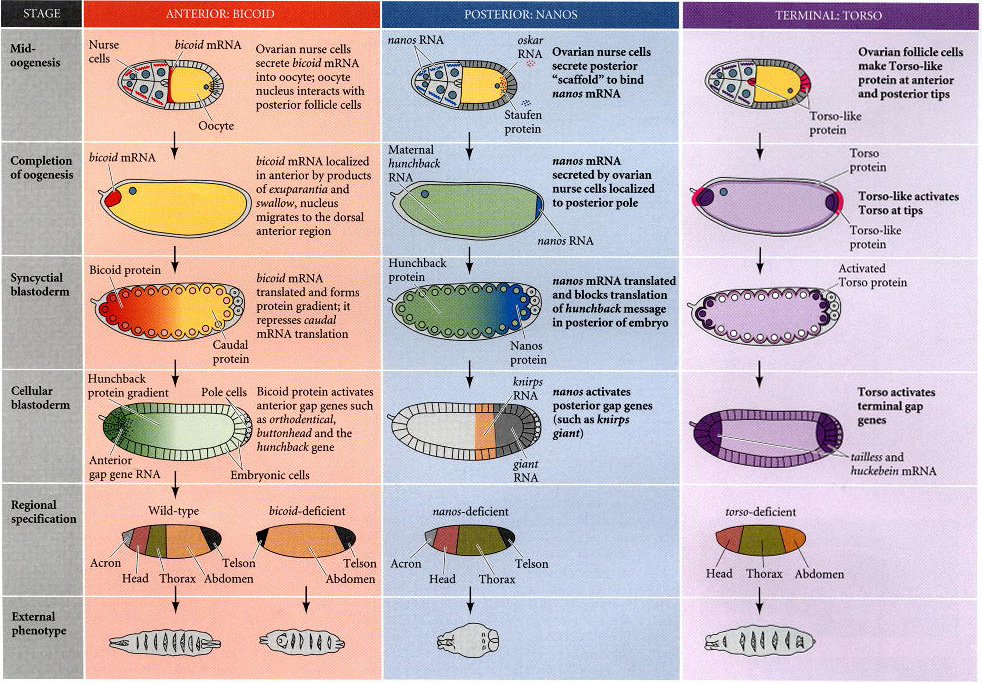 STAGE
ANTERIOR: BICOID
POSTERIOR: NANOS
TERMINAL: TORSO
Mid-
oogenesis
Nurse
cells
bicoid mRNA
Oocyte
Ovarian nurse cells
secrete bicoid mRNA
into oocyte; oocyte
nucleus interacts with
posterior follicle cells
nanos RNA
oskar
RNA
Staufen
protein
Ovarian nurse cells
secrete posterior
“scaffold” to bind
nanos mRNA
Torso-like
protein
Ovarian follicle cells
make Torso-like
protein at anterior
and posterior tips
Completion
of oogenesis
bicoid mRNA
bicoid mRNA localized
in anterior by products
of exuparantia and
swallow, nucleus
migrates to the dorsal
anterior region
Maternal
hunchback
RNA
nanos RNA
nanos mRNA
secreted by ovarian
nurse cells localized
to posterior pole
Torso
protein
Torso-like
protein
Torso-like activates
Torso at tips
Syncyctial
blastoderm
Bicoid protein
Caudal
protein
bicoid mRNA
translated and forms
protein gradient; it
represses caudal
mRNA translation
Hunchback
protein
Nanos
protein
nanos mRNA translated
and blocks translation
of hunchback message
in posterior of embryo
Activated
Torso protein
Cellular
blastoderm
Hunchback
protein gradient
Pole cells
Anterior
gap gene RNA
Embryonic cells
Bicoid protein activates
anterior gap genes such
as orthodentical,
buttonhead and the
hunchback gene
knirps
RNA
giant
RNA
nanos activates
posterior gap genes
(such as knirps
giant)
Torso activates
terminal gap
genes
tailless and
huckebein mRNA
Regional
specification
Wild-type
Acron
Head
Thorax
Abdomen
Telson
bicoid-deficient
Telson
Abdomen
nanos-deficient
Acron
Head
Thorax
Telson
torso-deficient
Head
Thorax
Abdomen
External
phenotype